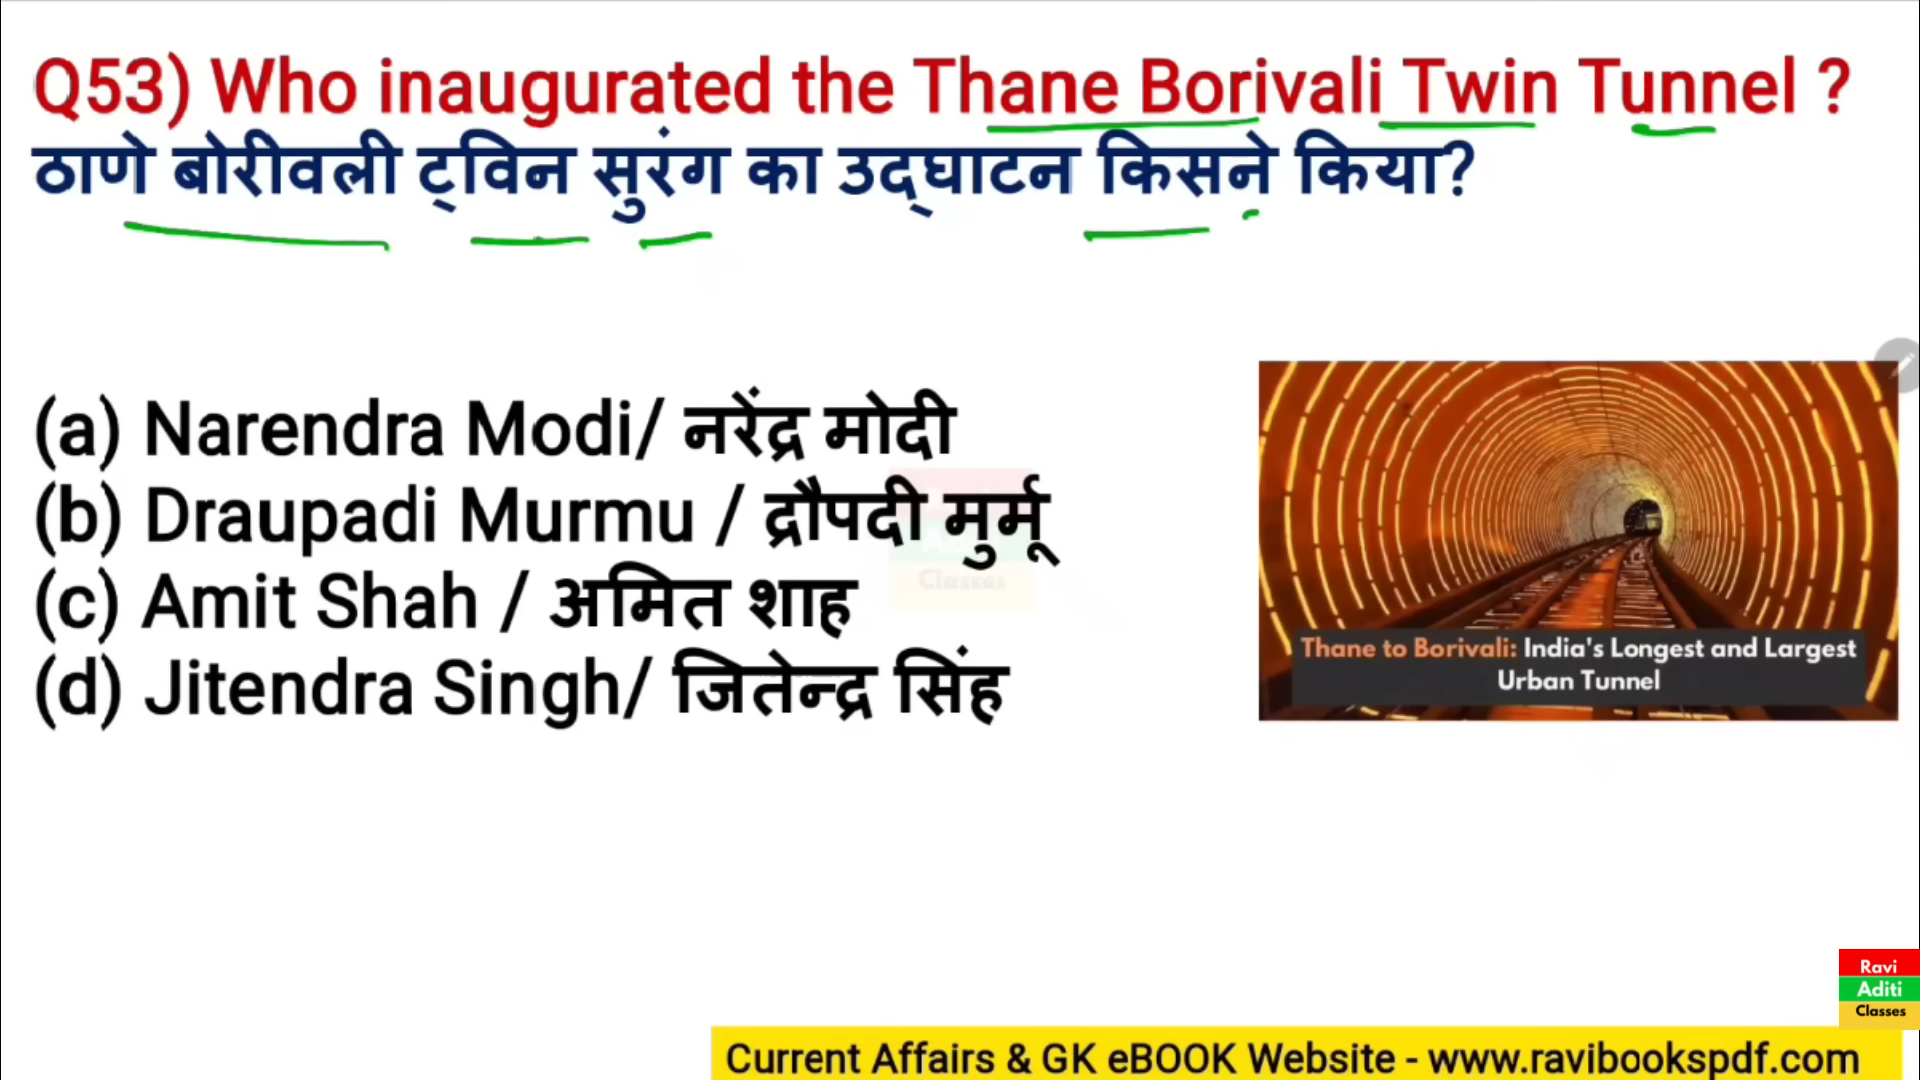 Q53) Who inaugurated the Thane Borivali Twin Tunnel ?
ठाणे बोरीवली ट्विन सुरंग का उद्घाटन किसने किया?
(a) Narendra Modi/ नरेंद्र मोदी
(b) Draupadi Murmu / द्रौपदी मुर्मू
(c) Amit Shah / अमित शाह
(d) Jitendra Singh/ जितेन्द्र सिंह
Classes
Thane to Borivali: India's Longest and Largest
Urban Tunnel
Ravi
Aditi
Classes
Current Affairs & GK eBOOK Website - www.ravibookspdf.com